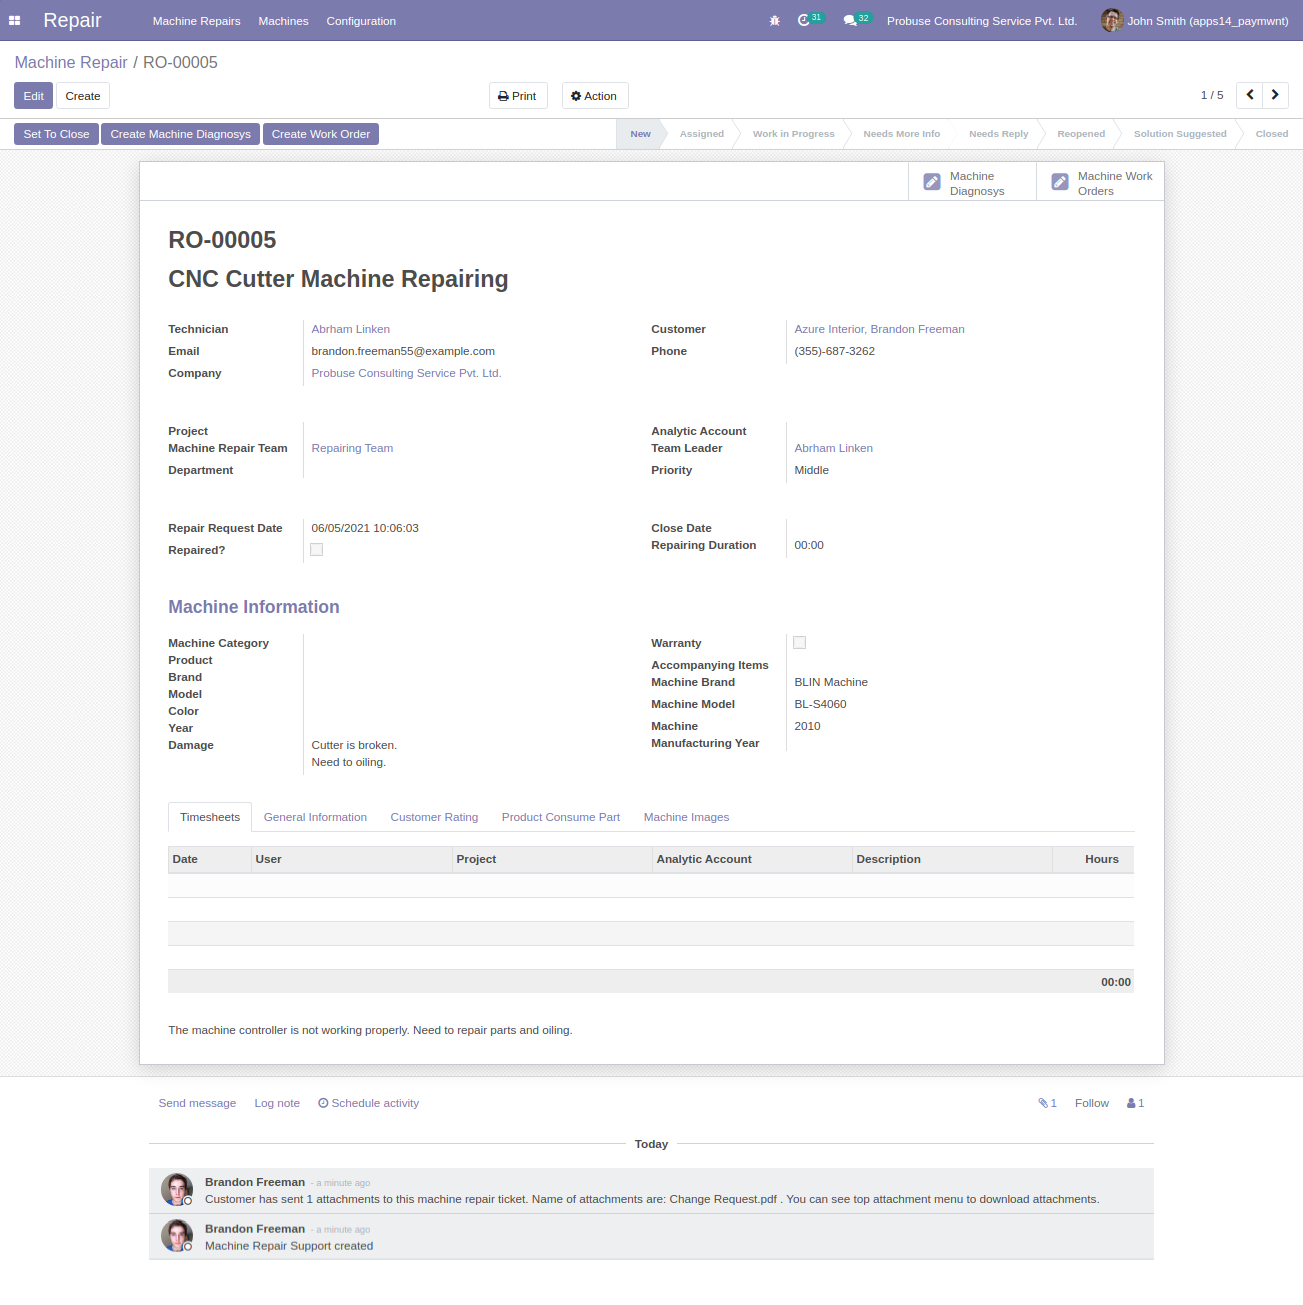 Repair Machine Repairs Machines Configuration 31 32 Probuse Consulting Service Pvt. Ltd. John Smith (apps14_paymwnt)
Machine Repair / RO-00005
Edit Create Print Action 1 / 5
Set To Close Create Machine Diagnosys Create Work Order New Assigned Work in Progress Needs More Info Needs Reply Reopened Solution Suggested Closed
Machine
Diagnosys
Machine Work
Orders
RO-00005
CNC Cutter Machine Repairing
Technician Abrham Linken Customer Azure Interior, Brandon Freeman
Email brandon.freeman55@example.com Phone (355)-687-3262
Company Probuse Consulting Service Pvt. Ltd.
Project Analytic Account
Machine Repair Team Repairing Team Team Leader Abrham Linken
Department Priority Middle
Repair Request Date 06/05/2021 10:06:03 Close Date
Repairing Duration 00:00
Repaired?
Machine Information
Machine Category Warranty
Product Accompanying Items
Brand Machine Brand BLIN Machine
Model Machine Model BL-S4060
Color
Year Machine 2010
Damage Cutter is broken. Manufacturing Year
Need to oiling.
Timesheets General Information Customer Rating Product Consume Part Machine Images
Date User Project Analytic Account Description Hours
00:00
The machine controller is not working properly. Need to repair parts and oiling.
Send message Log note Schedule activity 1 Follow 1
Today
Brandon Freeman - a minute ago
Customer has sent 1 attachments to this machine repair ticket. Name of attachments are: Change Request.pdf . You can see top attachment menu to download attachments.
Brandon Freeman - a minute ago
Machine Repair Support created